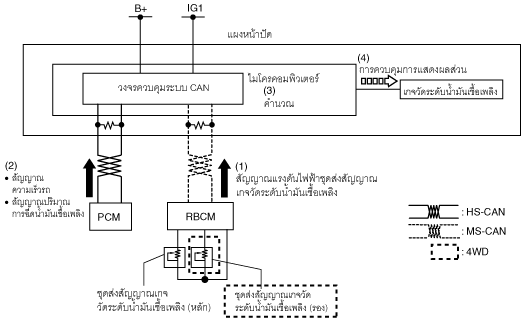 B+
IG1
แผงหน้าปัด
ไมโครคอมพิวเตอร์
วงจรควบคุมระบบ CAN
(3)
คำนวณ
(4)
การควบคุมการแสดงผลส่วน
เกจวัดระดับน้ำมันเชื้อเพลิง
(2)
• สัญญาณ
ความเร็วรถ
• สัญญาณปริมาณ
การฉีดน้ำมันเชื้อเพลิง
(1)
สัญญาณแรงดันไฟฟ้าชุดส่งสัญญาณ
เกจวัดระดับน้ำมันเชื้อเพลิง
PCM
RBCM
: HS-CAN
: MS-CAN
: 4WD
ชุดส่งสัญญาณเกจ
วัดระดับน้ำมันเชื้อเพลิง (หลัก)
ชุดส่งสัญญาณเกจวัด
ระดับน้ำมันเชื้อเพลิง (รอง)